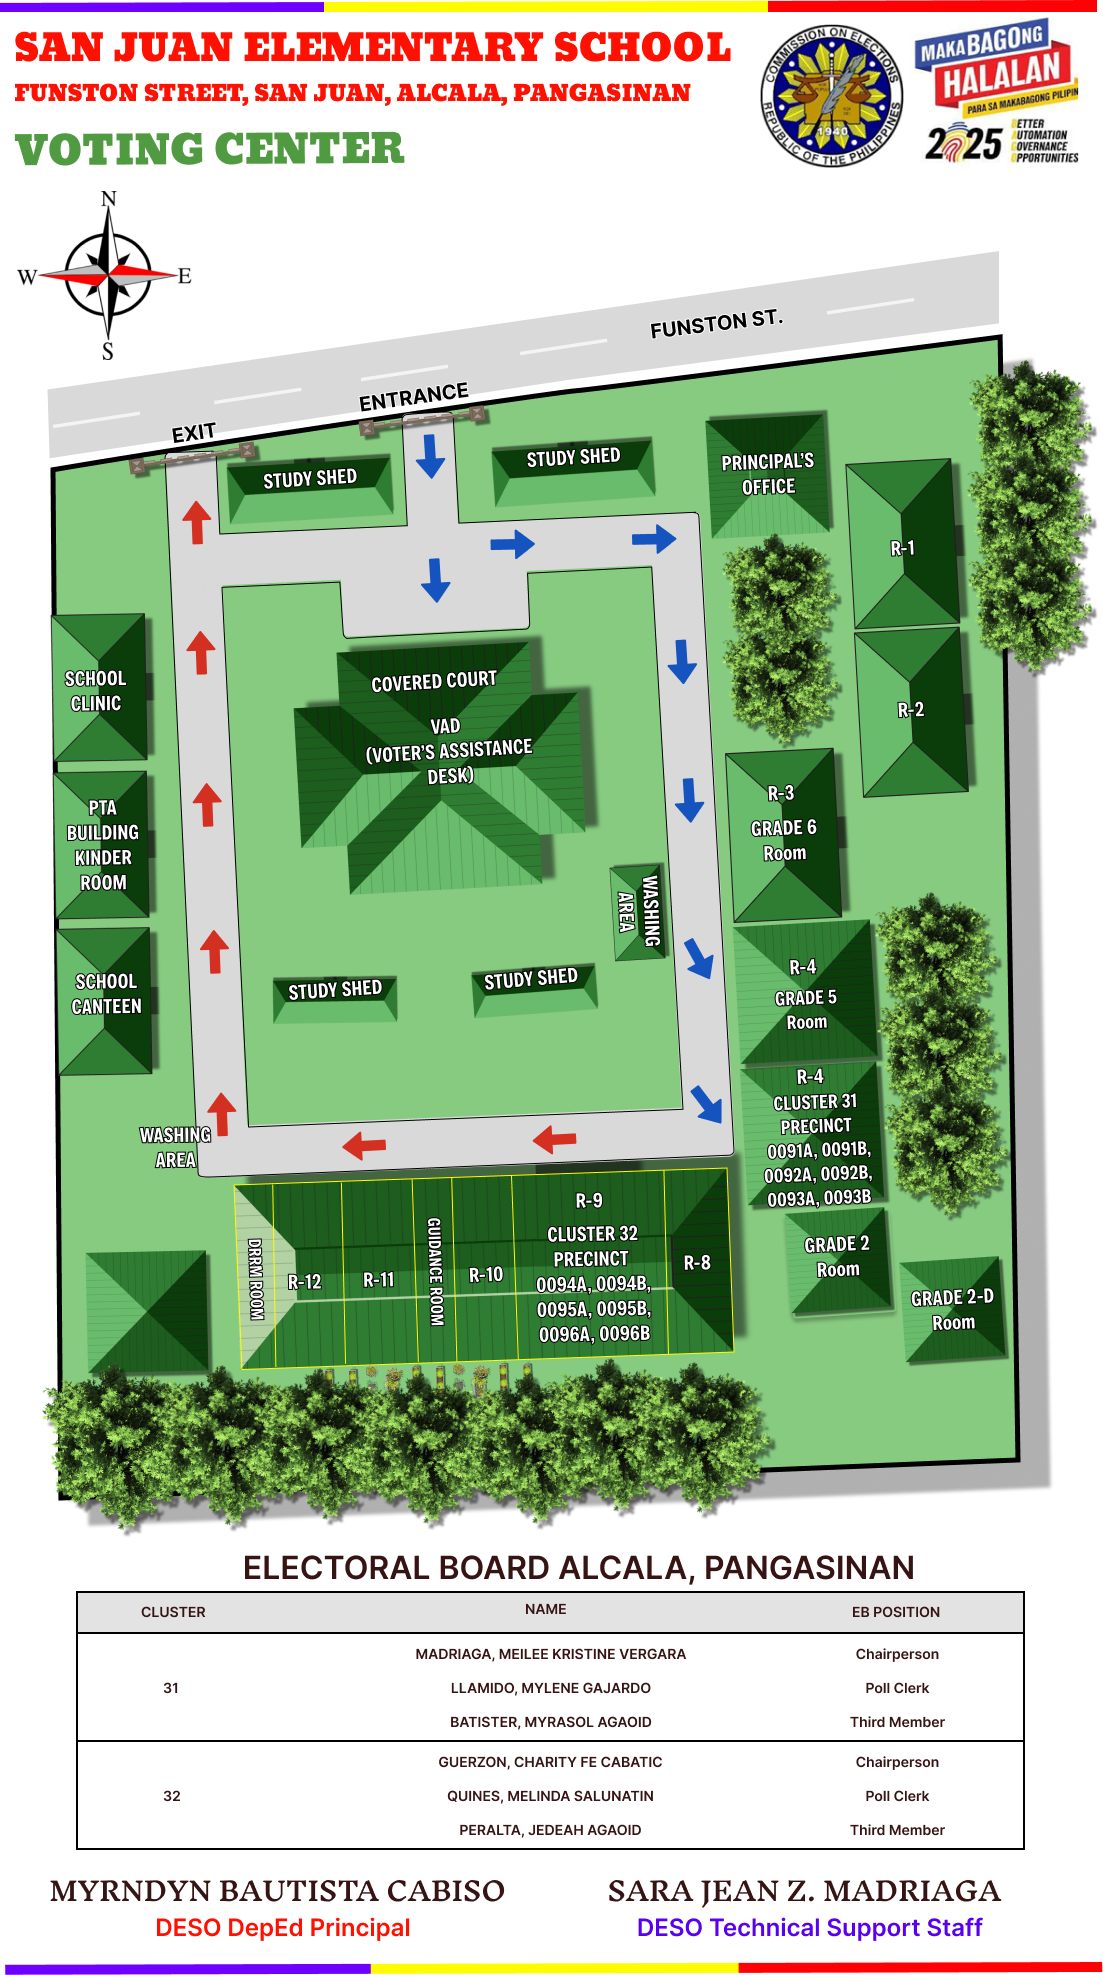 SAN JUAN ELEMENTARY SCHOOL
FUNSTON STREET, SAN JUAN, ALCALA, PANGASINAN
VOTING CENTER
COMMISSION ON ELECTIONS
1940
REPUBLIC OF THE PHILIPPINES
MAKABAGONG
HALALAN
PARA SA MAKABAGONG PILIPIN
2025
BETTER
AUTOMATION
GOVERNANCE
OPPORTUNITIES
N
W E
S
FUNSTON ST.
ENTRANCE
EXIT
STUDY SHED
STUDY SHED
PRINCIPAL'S
OFFICE
R-1
R-2
SCHOOL
CLINIC
COVERED COURT
VAD
(VOTER'S ASSISTANCE
DESK)
PTA
BUILDING
KINDER
ROOM
R-3
GRADE 6
Room
WASHING
AREA
SCHOOL
CANTEEN
STUDY SHED
STUDY SHED
R-4
GRADE 5
Room
R-4
CLUSTER 31
PRECINCT
0091A, 0091B,
0092A, 0092B,
0093A, 0093B
WASHING
AREA
DRRM ROOM
R-12
R-11
GUIDANCE ROOM
R-10
R-9
CLUSTER 32
PRECINCT
0094A, 0094B,
0095A, 0095B,
0096A, 0096B
R-8
GRADE 2
Room
GRADE 2-D
Room
ELECTORAL BOARD ALCALA, PANGASINAN
CLUSTER NAME EB POSITION
MADRIAGA, MEILEE KRISTINE VERGARA Chairperson
31 LLAMIDO, MYLENE GAJARDO Poll Clerk
BATISTER, MYRASOL AGAOID Third Member
GUERZON, CHARITY FE CABATIC Chairperson
32 QUINES, MELINDA SALUNATIN Poll Clerk
PERALTA, JEDEAH AGAOID Third Member
MYRNDYN BAUTISTA CABISO
DESO DepEd Principal
SARA JEAN Z. MADRIAGA
DESO Technical Support Staff